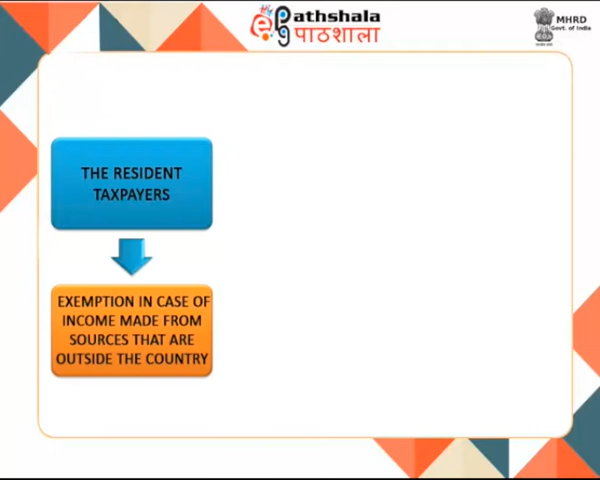 e Pathshala
पाठशाला
MHRD
Govt. of India
THE RESIDENT
TAXPAYERS
EXEMPTION IN CASE OF
INCOME MADE FROM
SOURCES THAT ARE
OUTSIDE THE COUNTRY